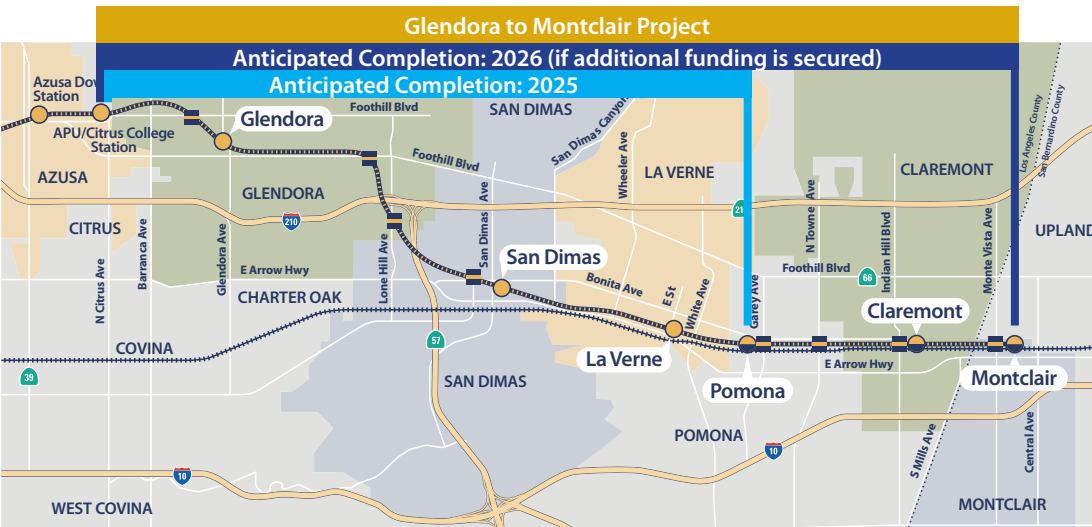 Glendora to Montclair Project
Anticipated Completion: 2026 (if additional funding is secured)
Anticipated Completion: 2025
Azusa Dow
Station
APU/Citrus College
Station
Glendora
Foothill Blvd
SAN DIMAS
San Dimas Canyon
Wheeler Ave
LA VERNE
CLAREMONT
Los Angeles County
San Bernardino County
AZUSA
GLENDORA
Foothill Blvd
210
21
CITRUS
UPLAND
N Citrus Ave
Barranca Ave
Glendora Ave
E Arrow Hwy
Lone Hill Ave
San Dimas Ave
San Dimas
Bonita Ave
E St
White Ave
Garey Ave
N Towne Ave
Foothill Blvd
66
Indian Hill Blvd
Monte Vista Ave
CHARTER OAK
Claremont
COVINA
57
La Verne
E Arrow Hwy
39
SAN DIMAS
Pomona
Montclair
POMONA
10
S Mills Ave
Central Ave
10
WEST COVINA
MONTCLAIR